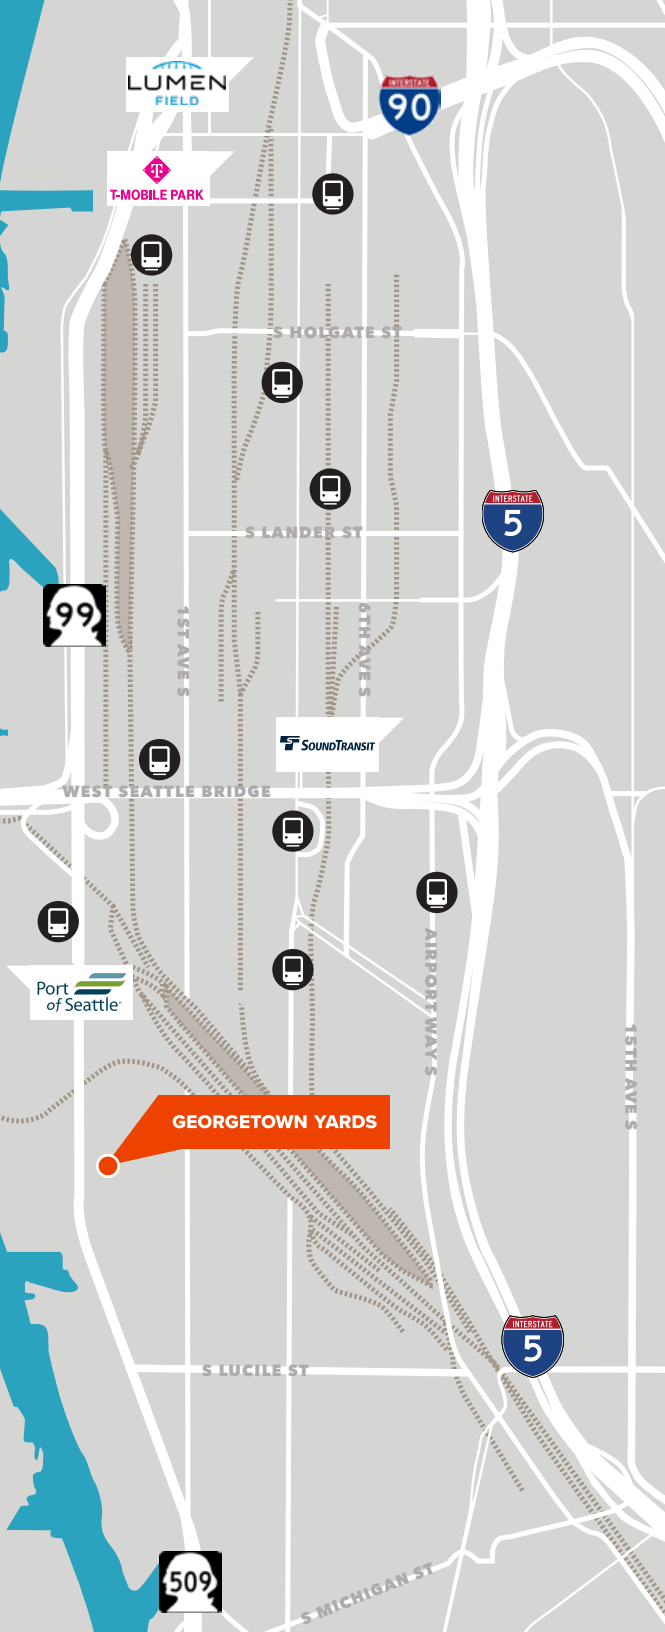 LUMEN
FIELD
INTERSTATE
90
T
T-MOBILE PARK
S HOLGATE ST
INTERSTATE
5
S LANDER ST
99
1ST AVE S
6TH AVE S
SOUNDTRANSIT
WEST SEATTLE BRIDGE
AIRPORT WAY S
Port
of Seattle
15TH AVE S
GEORGETOWN YARDS
INTERSTATE
5
S LUCILE ST
509
S MICHIGAN ST